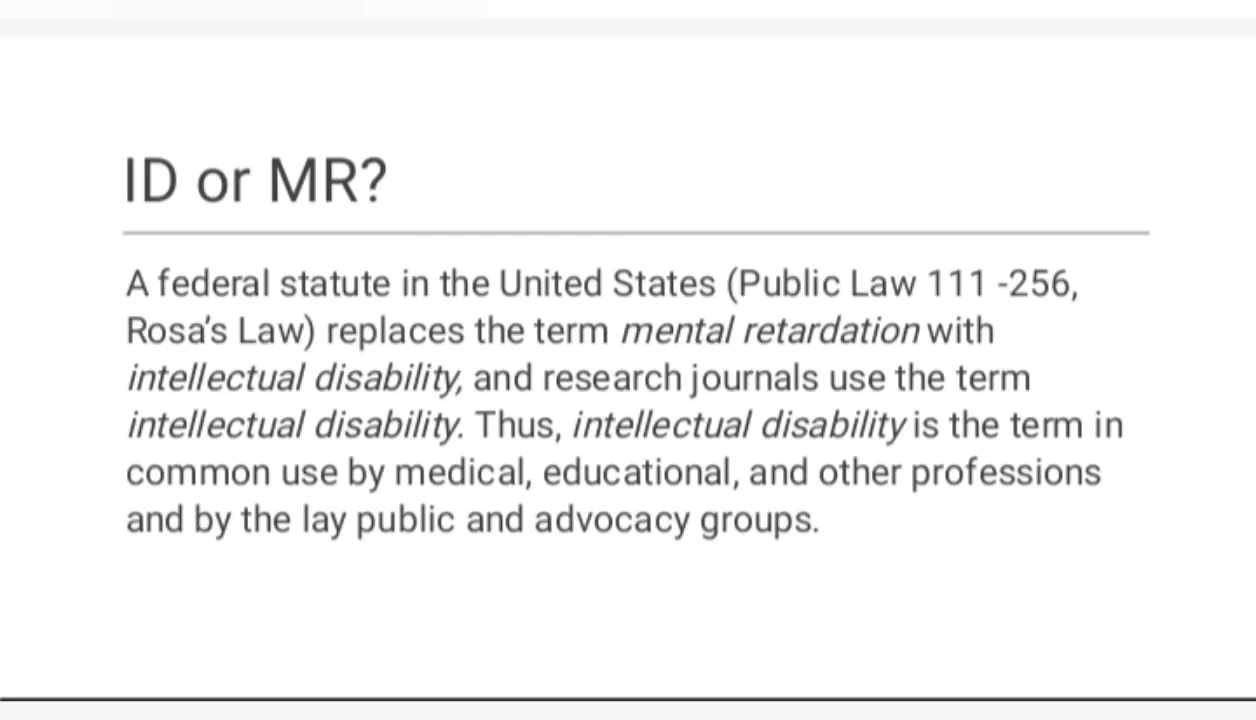 ID or MR?
A federal statute in the United States (Public Law 111 -256,
Rosa's Law) replaces the term mental retardation with
intellectual disability, and research journals use the term
intellectual disability. Thus, intellectual disability is the term in
common use by medical, educational, and other professions
and by the lay public and advocacy groups.